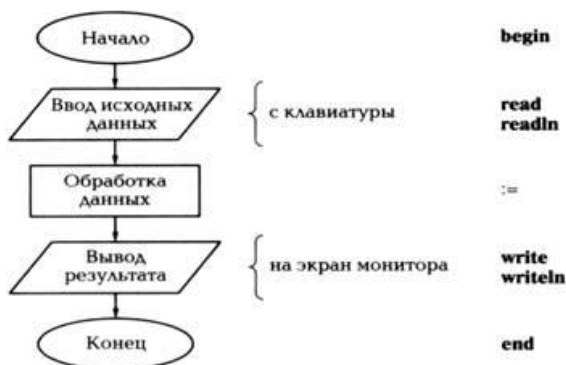 Начало
begin
Ввод исходных
данных
с клавиатуры
read
readln
Обработка
данных
:=
Вывод
результата
на экран монитора
write
writeln
Конец
end